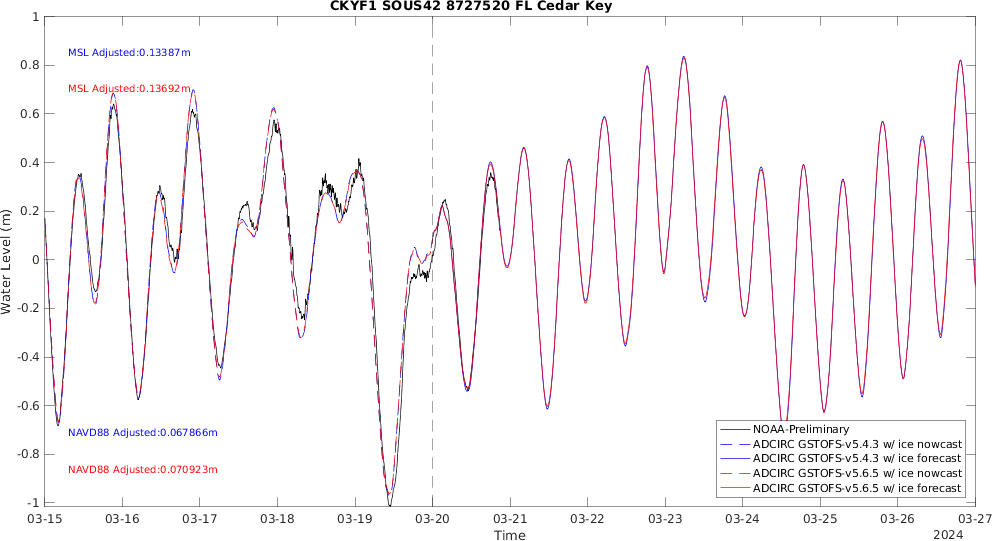 CKYF1 SOUS42 8727520 FL Cedar Key
1
0.8
0.6
0.4
0.2
0
-0.2
-0.4
-0.6
-0.8
-1
Water Level (m)
MSL Adjusted:0.13387m
MSL Adjusted:0.13692m
NAVD88 Adjusted:0.067866m
NAVD88 Adjusted:0.070923m
NOAA-Preliminary
ADCIRC GSTOFS-v5.4.3 w/ ice nowcast
ADCIRC GSTOFS-v5.4.3 w/ ice forecast
ADCIRC GSTOFS-v5.6.5 w/ ice nowcast
ADCIRC GSTOFS-v5.6.5 w/ ice forecast
03-15 03-16 03-17 03-18 03-19 03-20 03-21 03-22 03-23 03-24 03-25 03-26 03-27
Time 2024